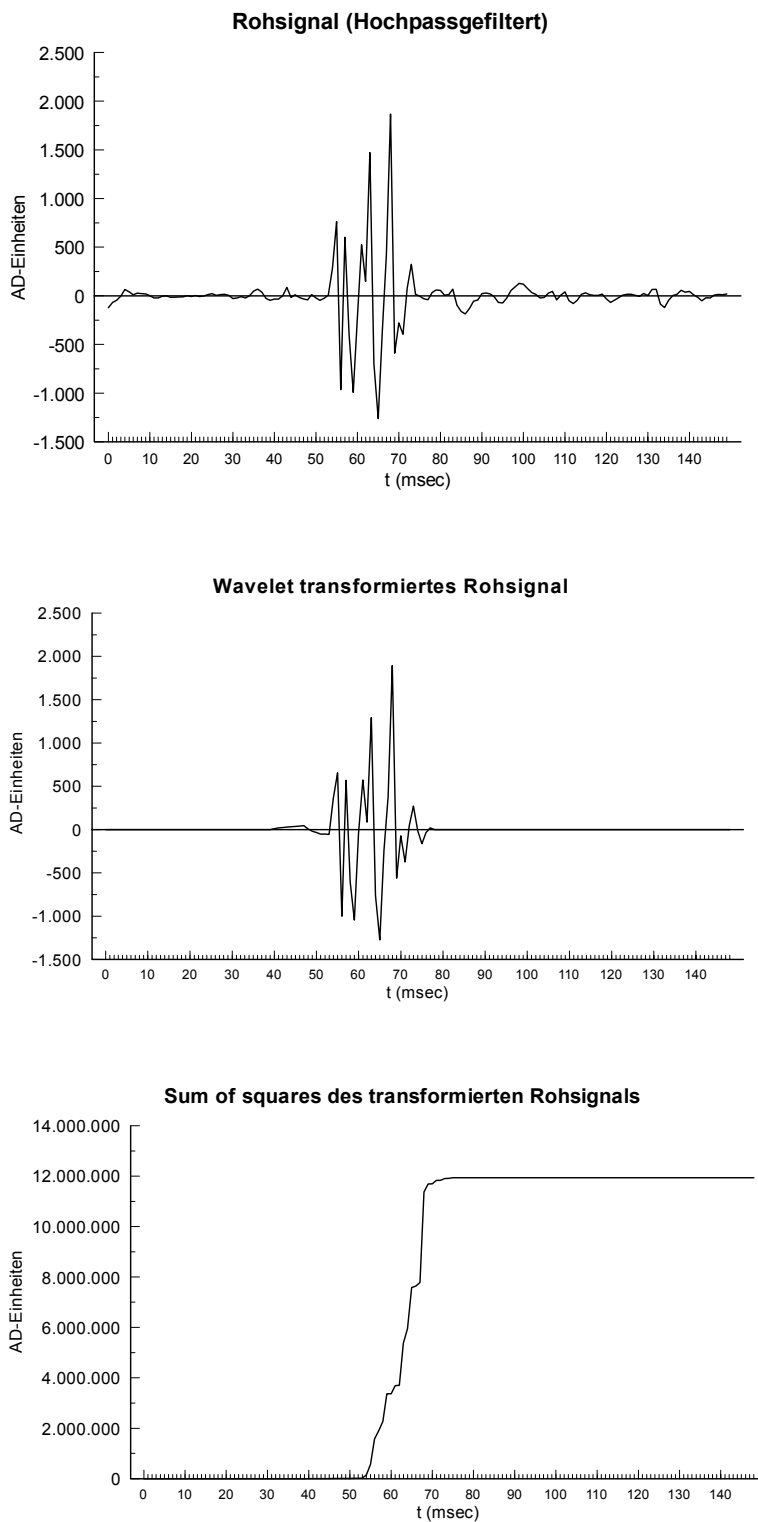 Rohsignal (Hochpassgefiltert)
2.500
2.000
1.500
1.000
500
0
-500
-1.000
-1.500
AD-Einheiten
0 10 20 30 40 50 60 70 80 90 100 110 120 130 140
t (msec)
Wavelet transformiertes Rohsignal
2.500
2.000
1.500
1.000
500
0
-500
-1.000
-1.500
AD-Einheiten
0 10 20 30 40 50 60 70 80 90 100 110 120 130 140
t (msec)
Sum of squares des transformierten Rohsignals
14.000.000
12.000.000
10.000.000
8.000.000
6.000.000
4.000.000
2.000.000
0
AD-Einheiten
0 10 20 30 40 50 60 70 80 90 100 110 120 130 140
t (msec)